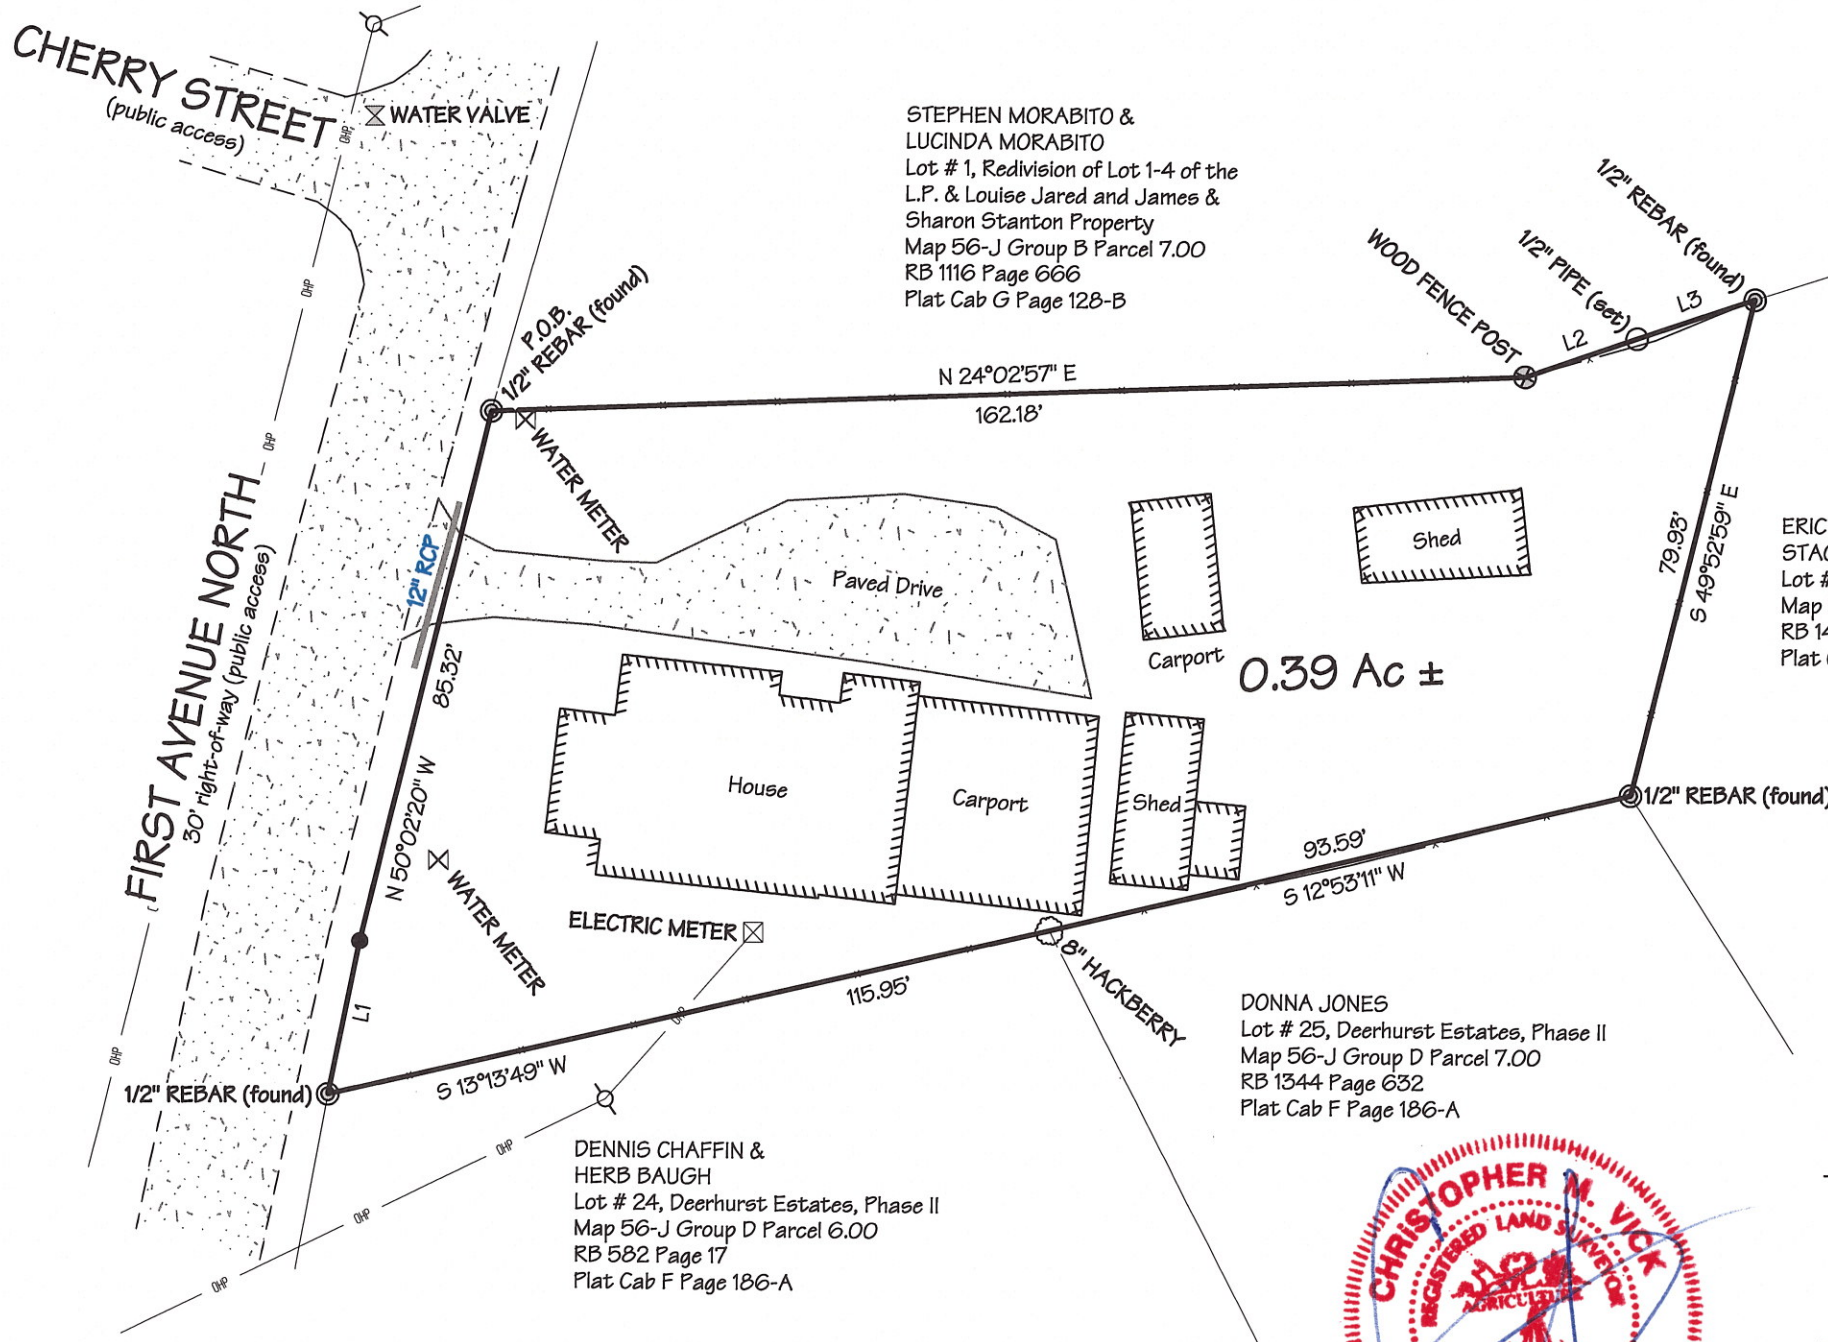 CHERRY STREET
(public access)
WATER VALVE
OHP
OHP
OHP
STEPHEN MORABITO &
LUCINDA MORABITO
Lot # 1, Redivision of Lot 1-4 of the
L.P. & Louise Jared and James &
Sharon Stanton Property
Map 56-J Group B Parcel 7.00
RB 1116 Page 666
Plat Cab G Page 128-B
P.O.B.
1/2" REBAR (found)
WATER METER
N 24°02'57" E
162.18'
WOOD FENCE POST
1/2" PIPE (set)
1/2" REBAR (found)
L2
L3
79.93'
S 49°52'59" E
ERIC
STAC
Lot #
Map
RB 14
Plat
FIRST AVENUE NORTH
30' right-of-way (public access)
12" RCP
85.32'
N 50°02'20" W
Paved Drive
Carport
Shed
0.39 Ac ±
House
Carport
Shed
1/2" REBAR (found)
93.59'
S 12°53'11" W
WATER METER
ELECTRIC METER
8" HACKBERRY
115.95'
OHP
L1
OHP
1/2" REBAR (found)
S 13°13'49" W
OHP
OHP
OHP
DONNA JONES
Lot # 25, Deerhurst Estates, Phase II
Map 56-J Group D Parcel 7.00
RB 1344 Page 632
Plat Cab F Page 186-A
DENNIS CHAFFIN &
HERB BAUGH
Lot # 24, Deerhurst Estates, Phase II
Map 56-J Group D Parcel 6.00
RB 582 Page 17
Plat Cab F Page 186-A
CHRISTOPHER M. VICK
REGISTERED LAND SURVEYOR
AGRICULTURE